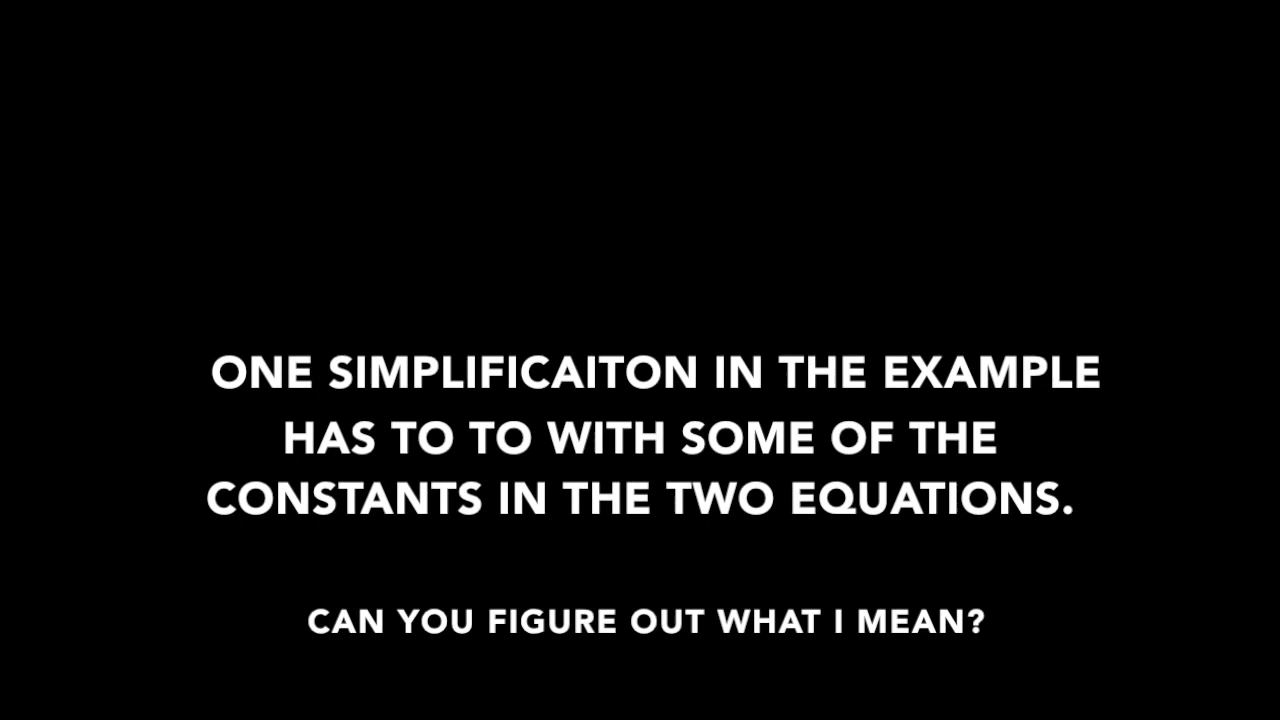 ONE SIMPLIFICAITON IN THE EXAMPLE
HAS TO TO WITH SOME OF THE
CONSTANTS IN THE TWO EQUATIONS.
CAN YOU FIGURE OUT WHAT I MEAN?